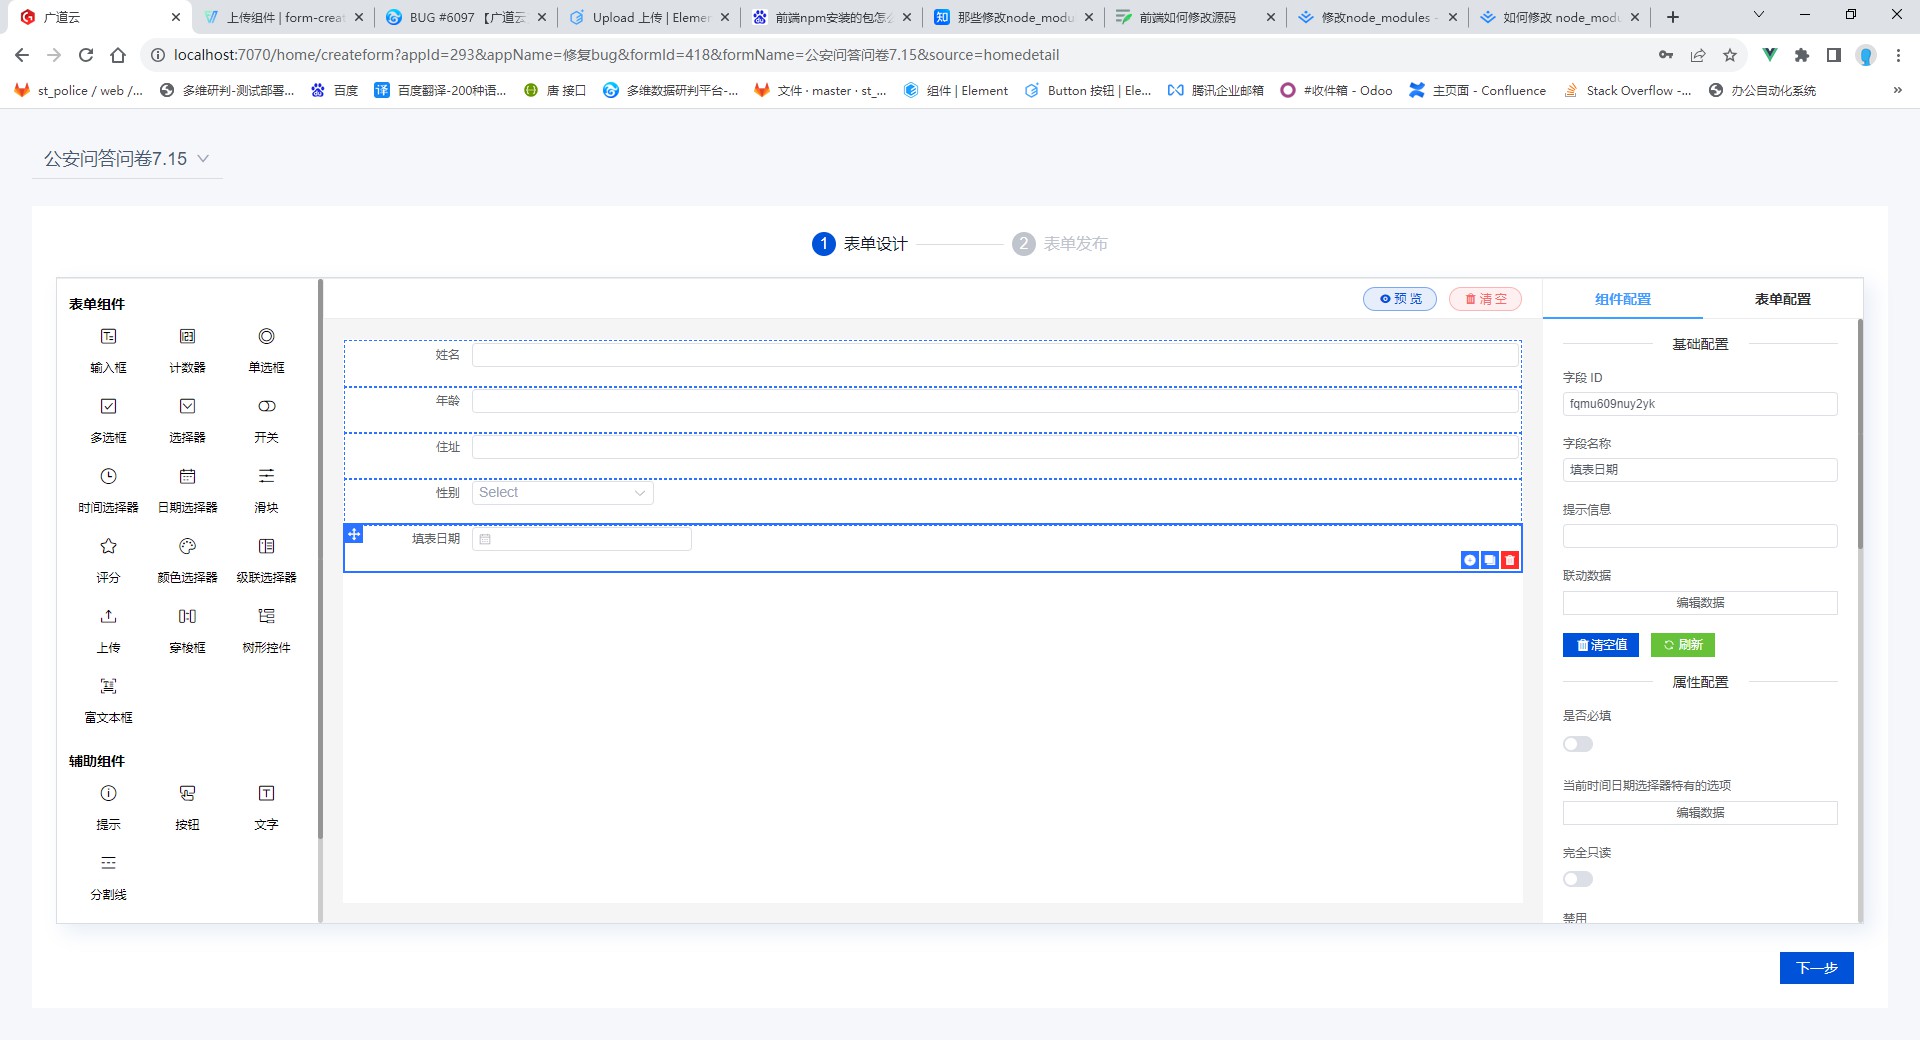 广道云
上传组件 | form-creat
BUG #6097 【广道云
Upload 上传 | Elemen
前端npm安装的包怎么
那些修改node_modu
前端如何修改源码
修改node_modules -
如何修改 node_modu
localhost:7070/home/createform?appId=293&appName=修复bug&formId=418&formName=公安问答问卷7.15&source=homedetail
st_police / web /...
多维研判-测试部署...
百度
百度翻译-200种语...
唐 接口
多维数据研判平台-...
文件 · master · st_...
组件 | Element
Button 按钮 | Ele...
腾讯企业邮箱
#收件箱 - Odoo
主页面 - Confluence
Stack Overflow -...
办公自动化系统
»
公安问答问卷7.15
1 表单设计
2 表单发布
表单组件
输入框
计数器
单选框
多选框
选择器
开关
时间选择器
日期选择器
滑块
评分
颜色选择器
级联选择器
上传
穿梭框
树形控件
富文本框
辅助组件
提示
按钮
文字
分割线
预 览
清 空
姓名
年龄
住址
性别
Select
填表日期
组件配置
表单配置
基础配置
字段 ID
fqmu609nuy2yk
字段名称
填表日期
提示信息
联动数据
编辑数据
清空值
刷新
属性配置
是否必填
当前时间日期选择器特有的选项
编辑数据
完全只读
禁用
下一步